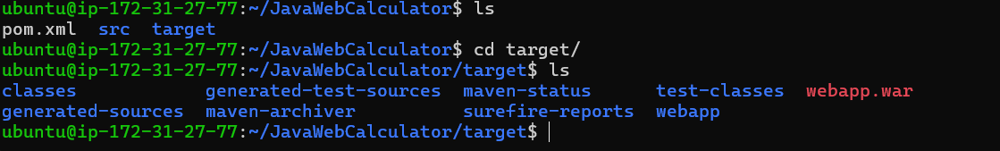 ubuntu@ip-172-31-27-77:~/JavaWebCalculator$ ls
pom.xml  src  target
ubuntu@ip-172-31-27-77:~/JavaWebCalculator$ cd target/
ubuntu@ip-172-31-27-77:~/JavaWebCalculator/target$ ls
classes            generated-test-sources  maven-status      test-classes  webapp.war
generated-sources  maven-archiver          surefire-reports  webapp
ubuntu@ip-172-31-27-77:~/JavaWebCalculator/target$